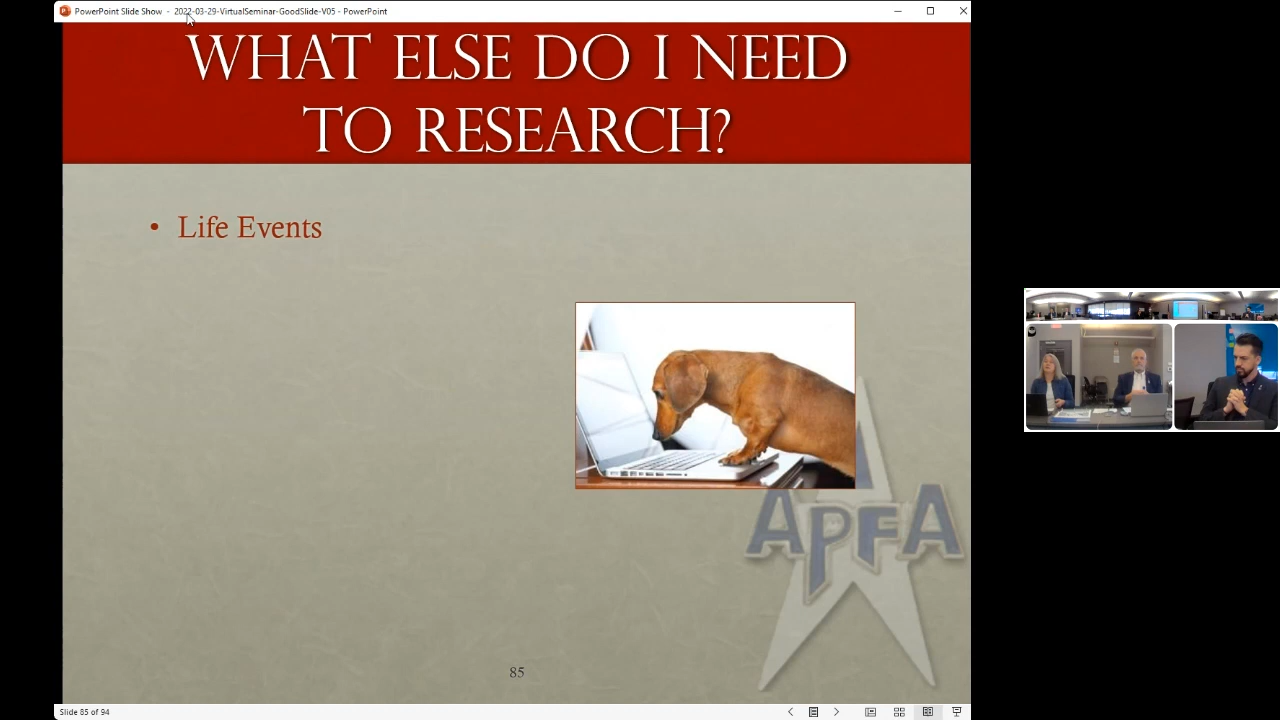 PowerPoint Slide Show - 2022-03-29-VirtualSeminar-GoodSlide-V05 - PowerPoint
WHAT ELSE DO I NEED
TO RESEARCH?
• Life Events
APFA
85
Slide 85 of 94